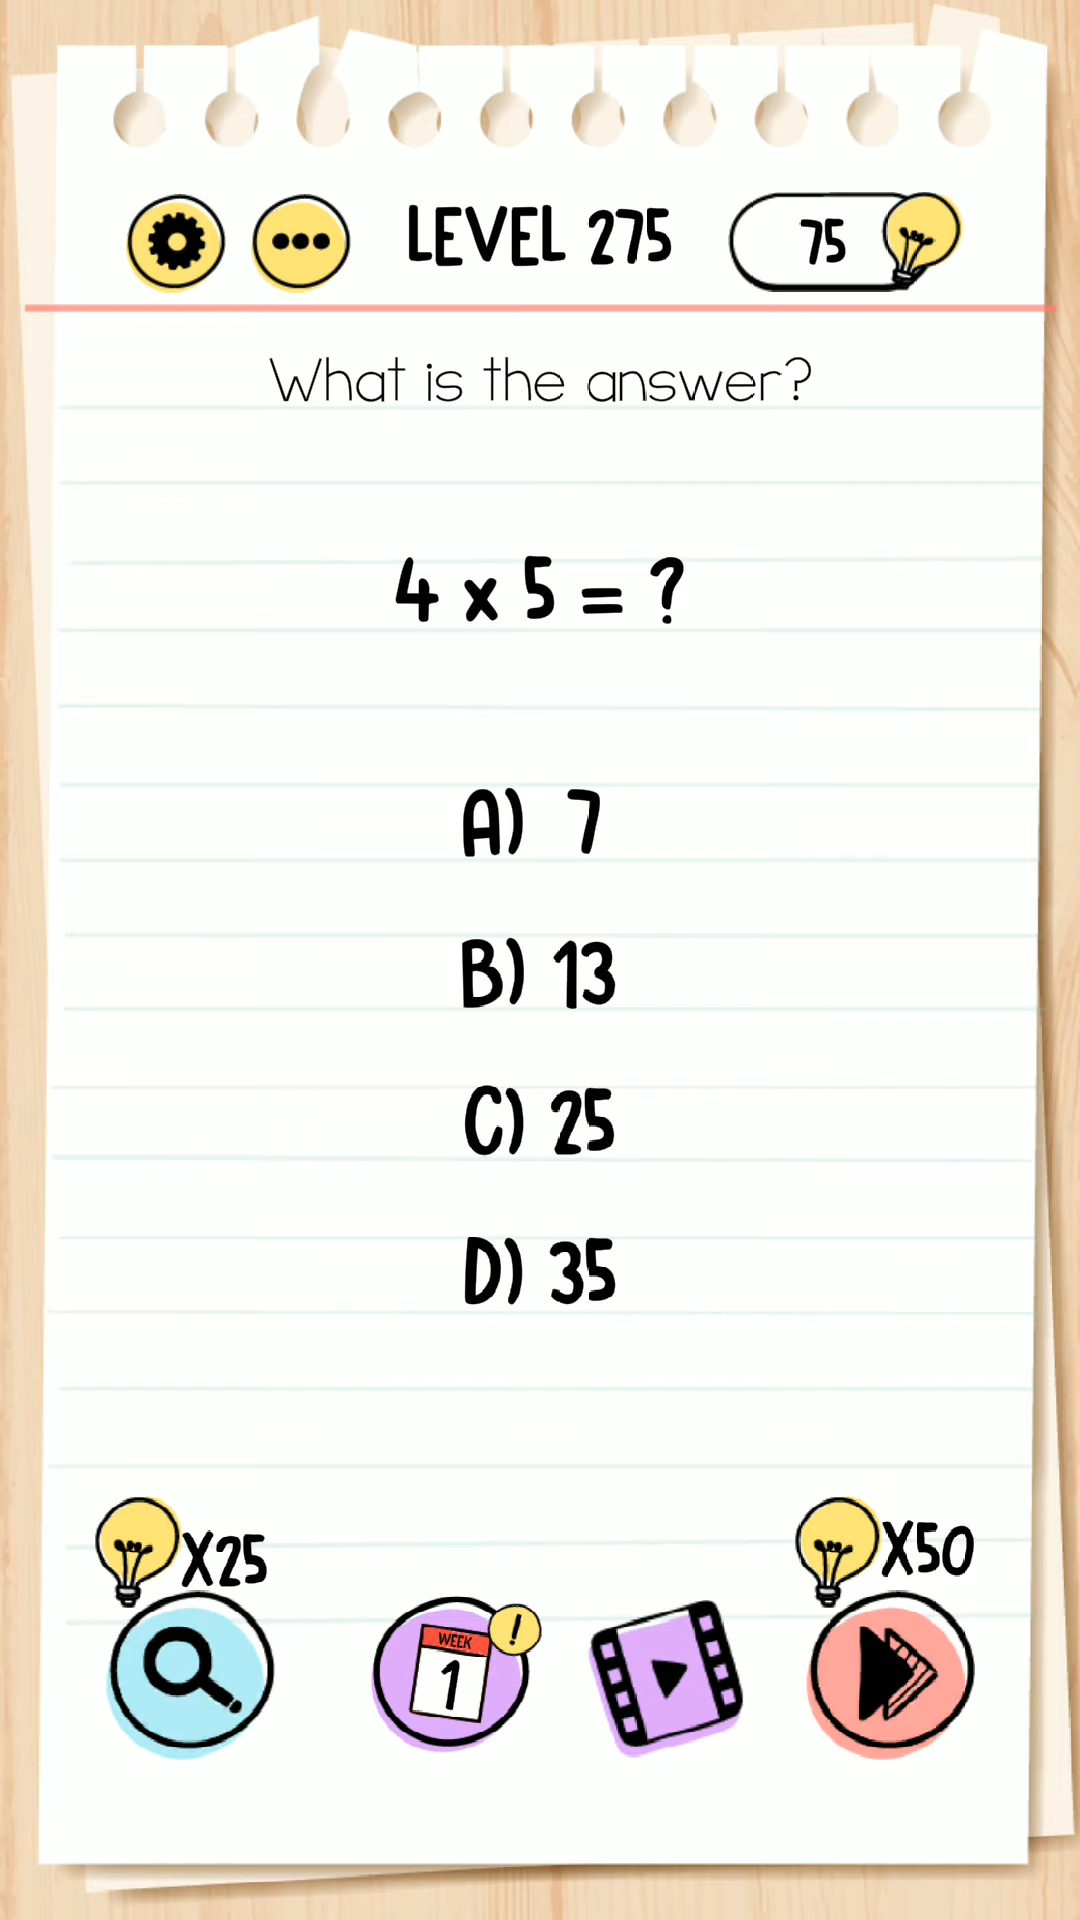 LEVEL 275
75
What is the answer?
4 x 5 = ?
A) 7
B) 13
C) 25
D) 35
X25
X50
WEEK
!
1